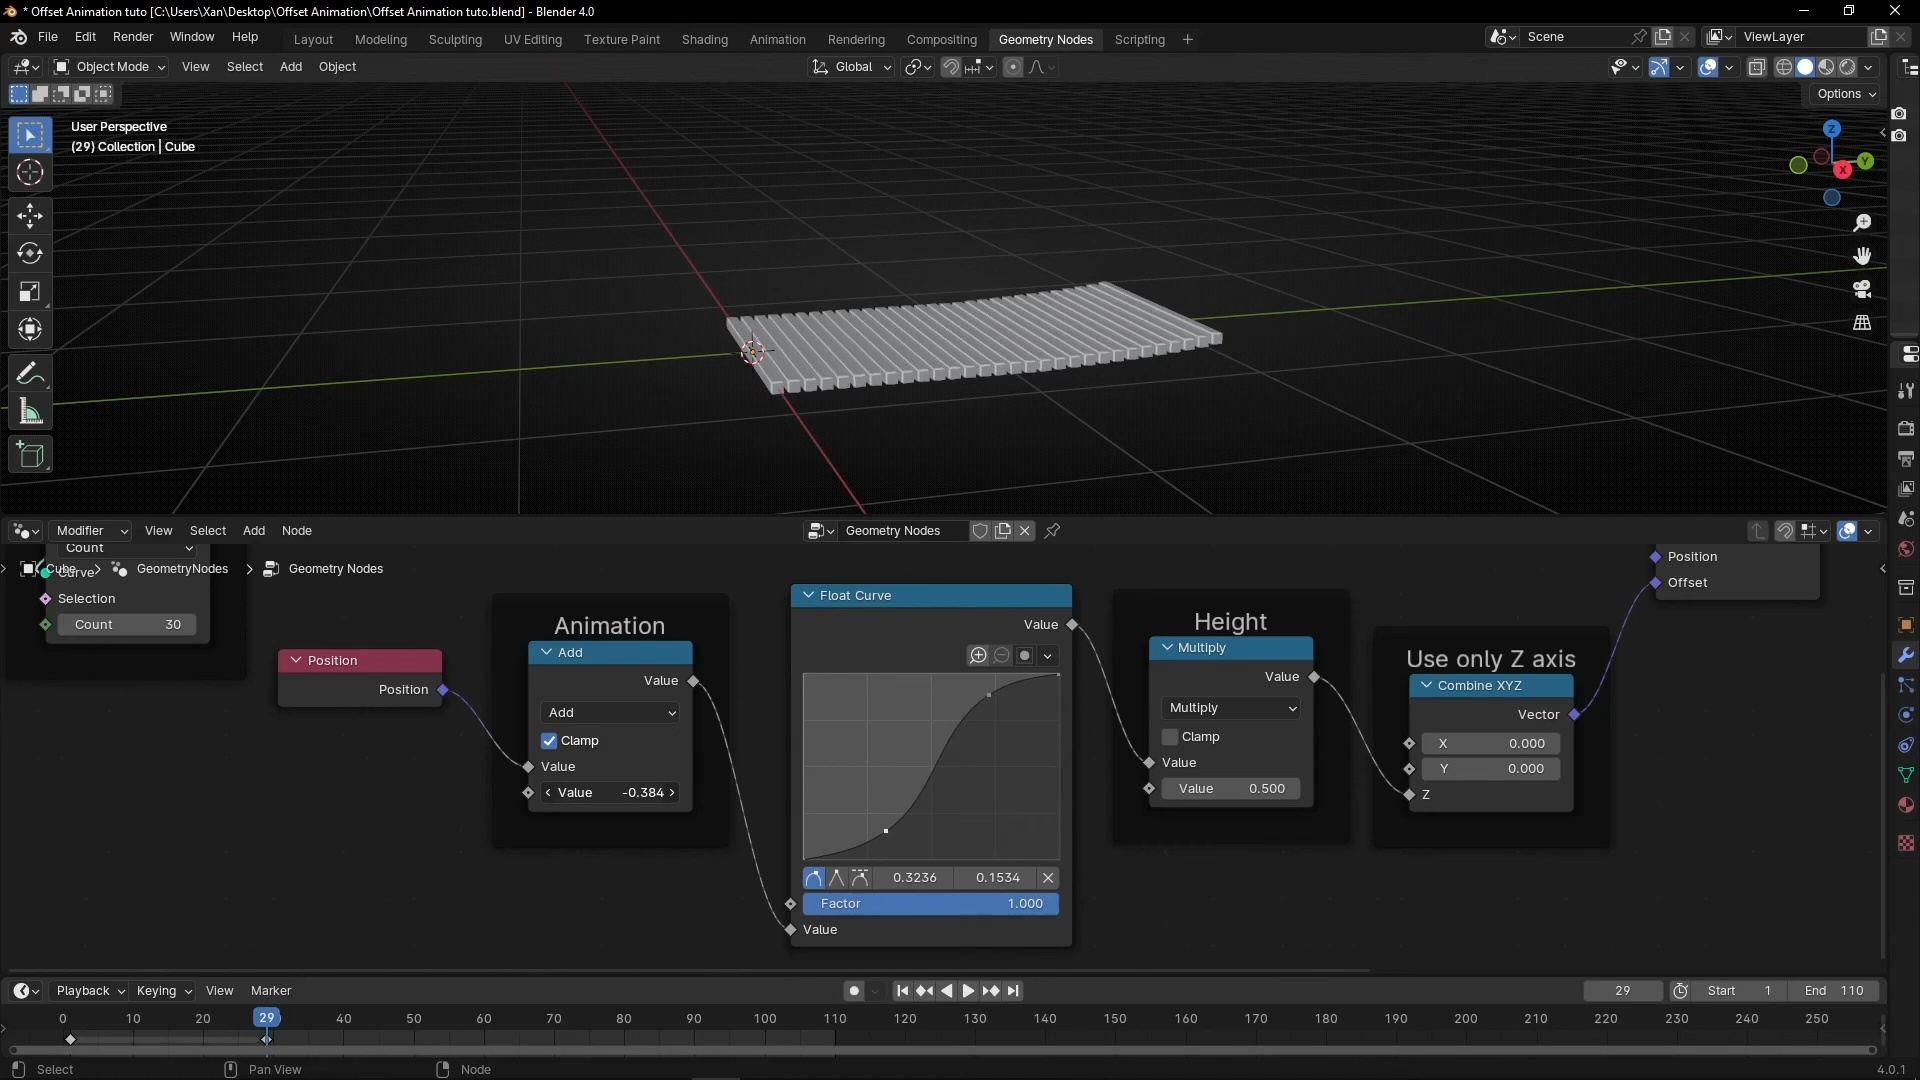 * Offset Animation tuto [C:\Users\Xan\Desktop\Offset Animation\Offset Animation tuto.blend] - Blender 4.0
File Edit Render Window Help
Layout Modeling Sculpting UV Editing Texture Paint Shading Animation Rendering Compositing Geometry Nodes Scripting +
Scene
ViewLayer
Object Mode View Select Add Object
Global
Options
User Perspective
(29) Collection | Cube
Z
Y
X
Modifier View Select Add Node
Geometry Nodes
Count
Cube > GeometryNodes > Geometry Nodes
Curve
Selection
Count 30
Position
Position
Animation
Add
Value
Add
Clamp
Value
Value -0.384
Float Curve
Value
0.3236 0.1534
Factor 1.000
Value
Height
Multiply
Value
Multiply
Clamp
Value
Value 0.500
Use only Z axis
Combine XYZ
Vector
X 0.000
Y 0.000
Z
Position
Offset
Playback Keying View Marker
29
Start 1
End 110
0 10 20 29 40 50 60 70 80 90 100 110 120 130 140 150 160 170 180 190 200 210 220 230 240 250
Select
Pan View
Node
4.0.1